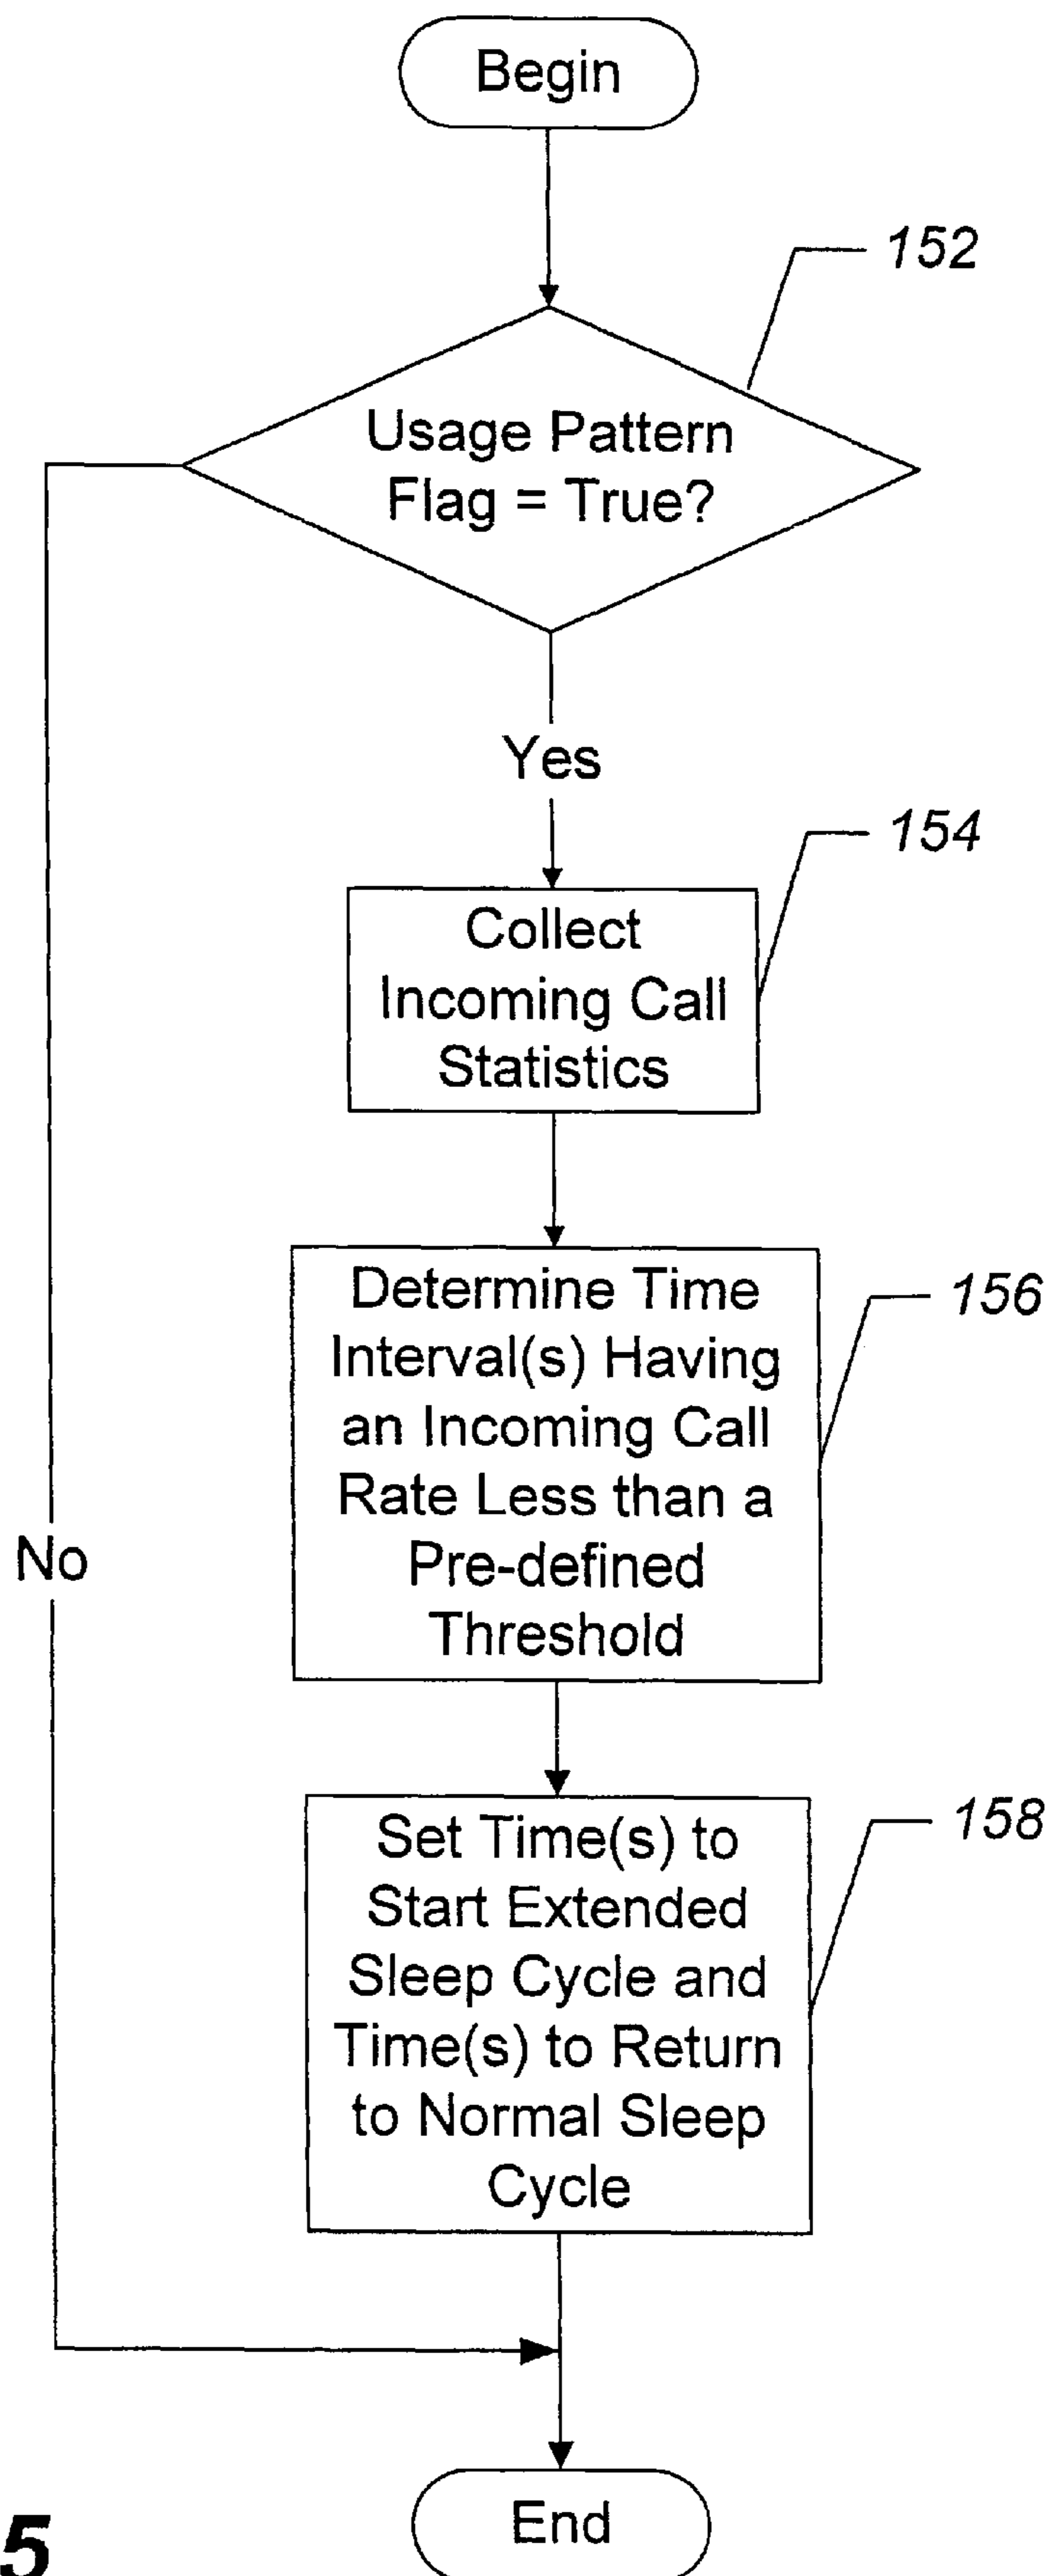 Begin
152
Usage Pattern
Flag = True?
Yes
154
Collect
Incoming Call
Statistics
156
Determine Time
Interval(s) Having
an Incoming Call
Rate Less than a
Pre-defined
Threshold
No
158
Set Time(s) to
Start Extended
Sleep Cycle and
Time(s) to Return
to Normal Sleep
Cycle
End
5